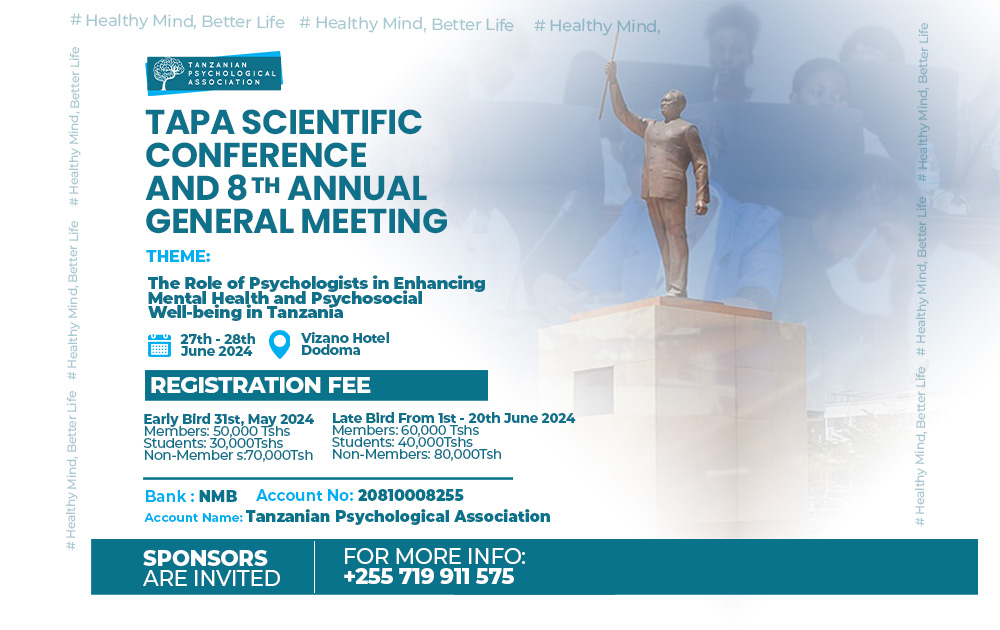 # Healthy Mind, Better Life # Healthy Mind, Better Life # Healthy Mind,
# Healthy Mind, Better Life # Healthy Mind, Better Life # Healthy Mind, Better Life
TANZANIAN
PSYCHOLOGICAL
ASSOCIATION
TAPA SCIENTIFIC
CONFERENCE
AND 8TH ANNUAL
GENERAL MEETING
THEME:
The Role of Psychologists in Enhancing
Mental Health and Psychosocial
Well-being in Tanzania
27th - 28th
June 2024
Vizano Hotel
Dodoma
REGISTRATION FEE
Early Bird 31st, May 2024
Members: 50,000 Tshs
Students: 30,000Tshs
Non-Member s:70,000Tsh
Late Bird From 1st - 20th June 2024
Members: 60,000 Tshs
Students: 40,000Tshs
Non-Members: 80,000Tsh
Bank : NMB Account No: 20810008255
Account Name: Tanzanian Psychological Association
SPONSORS
ARE INVITED
FOR MORE INFO:
+255 719 911 575
# Healthy Mind, Better Life # Healthy Mind, Better Life # Healthy Mind, Better Life